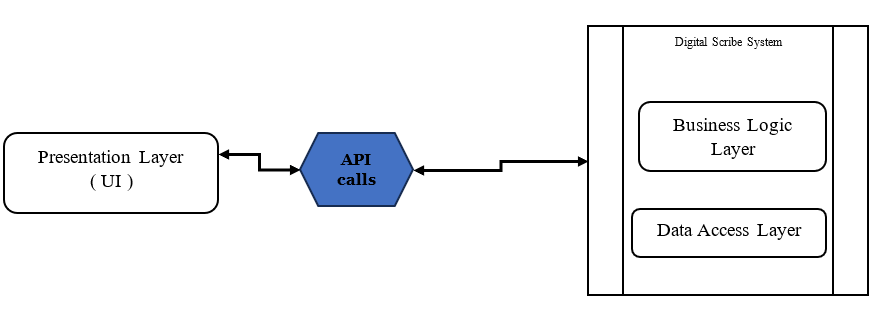 Digital Scribe System
Business Logic
Layer
Presentation Layer
( UI )
API
calls
Data Access Layer